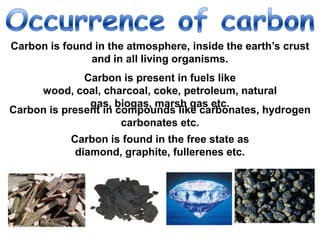 Occurrence of carbon
Carbon is found in the atmosphere, inside the earth's crust
and in all living organisms.
Carbon is present in fuels like
wood, coal, charcoal, coke, petroleum, natural
gas, biogas, marsh gas etc.
Carbon is present in compounds like carbonates, hydrogen
carbonates etc.
Carbon is found in the free state as
diamond, graphite, fullerenes etc.